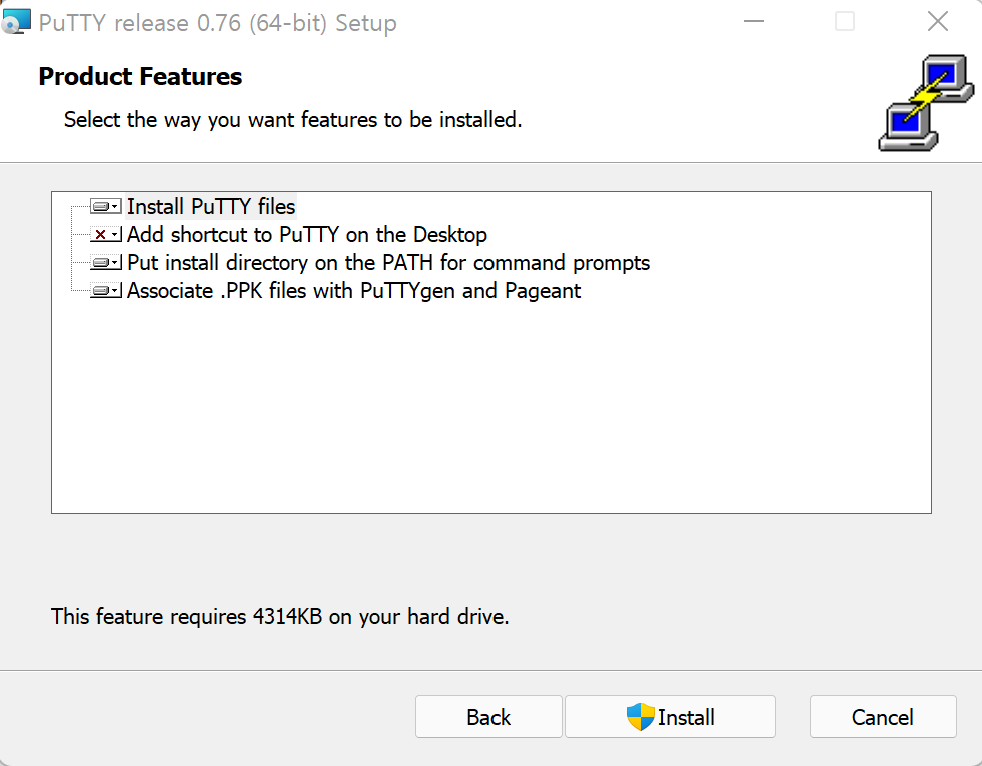 PuTTY release 0.76 (64-bit) Setup
Product Features
Select the way you want features to be installed.
Install PuTTY files
Add shortcut to PuTTY on the Desktop
Put install directory on the PATH for command prompts
Associate .PPK files with PuTTYgen and Pageant
This feature requires 4314KB on your hard drive.
Back
Install
Cancel